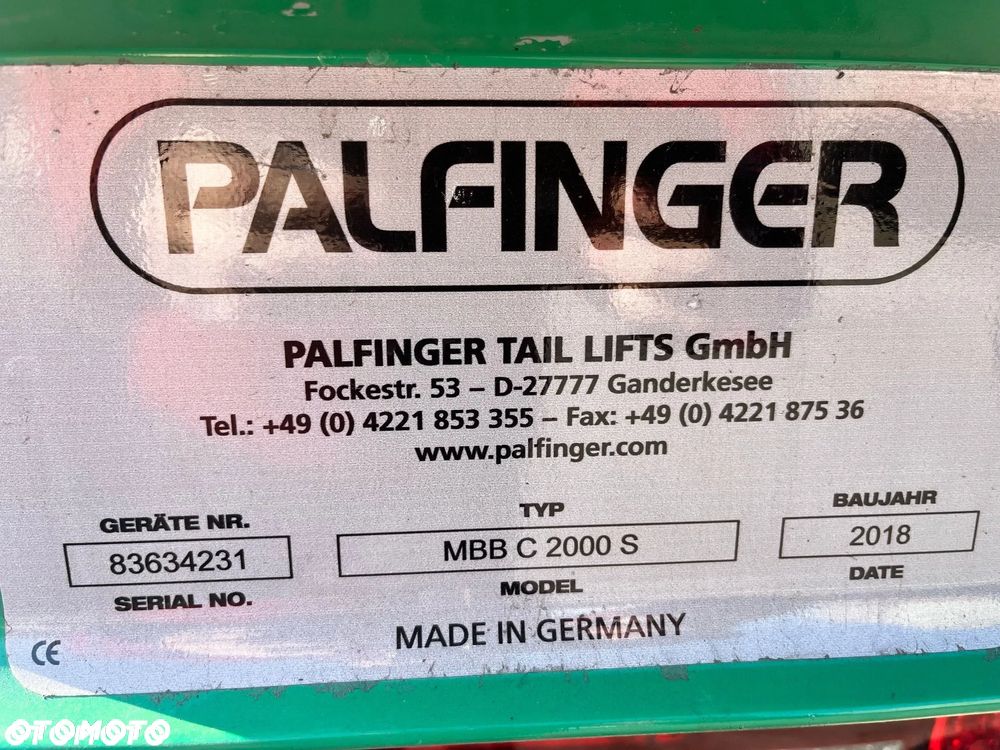 PALFINGER
PALFINGER TAIL LIFTS GmbH
Fockestr. 53 – D-27777 Ganderkesee
Tel.: +49 (0) 4221 853 355 – Fax: +49 (0) 4221 875 36
www.palfinger.com
GERÄTE NR. TYP BAUJAHR
83634231 MBB C 2000 S 2018
SERIAL NO. MODEL DATE
MADE IN GERMANY
CE
OTOMOTO